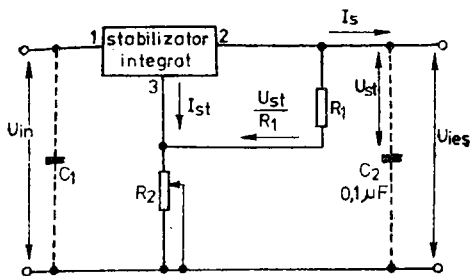 1
stabilizator
integrat
2
3
Is
Ist
Ust
R1
R1
Ust
Uin
Uies
C1
R2
C2
0,1µF